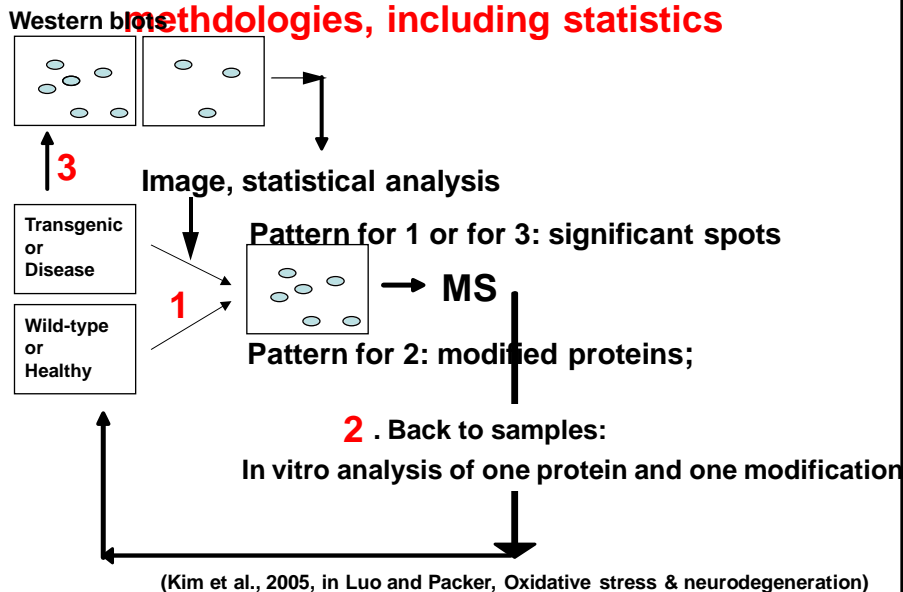 methdologies, including statistics
Western blots
3
Image, statistical analysis
Transgenic
or
Disease
Pattern for 1 or for 3: significant spots
1
MS
Wild-type
or
Healthy
Pattern for 2: modified proteins;
2 . Back to samples:
In vitro analysis of one protein and one modification
(Kim et al., 2005, in Luo and Packer, Oxidative stress & neurodegeneration)